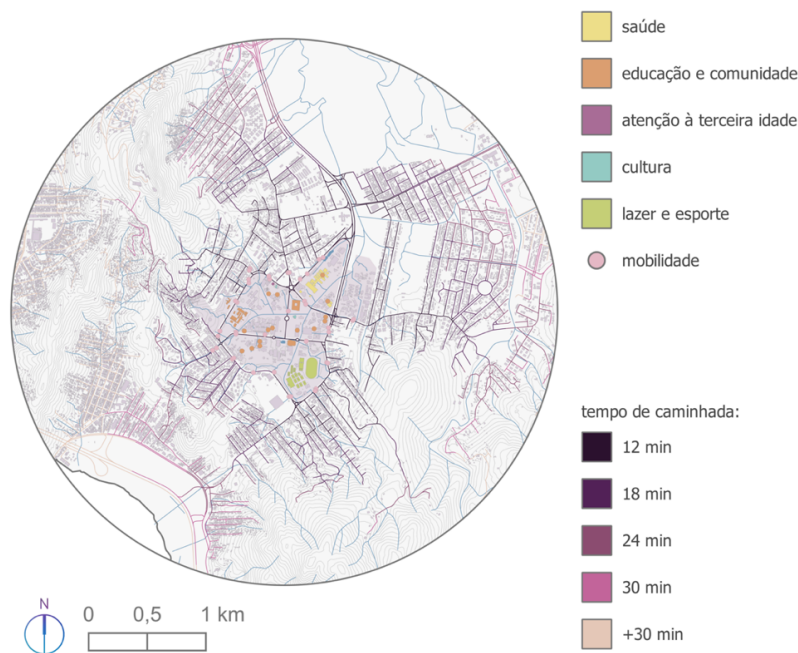 saúde
educação e comunidade
atenção à terceira idade
cultura
lazer e esporte
mobilidade
tempo de caminhada:
12 min
18 min
24 min
30 min
+30 min
N
0 0,5 1 km